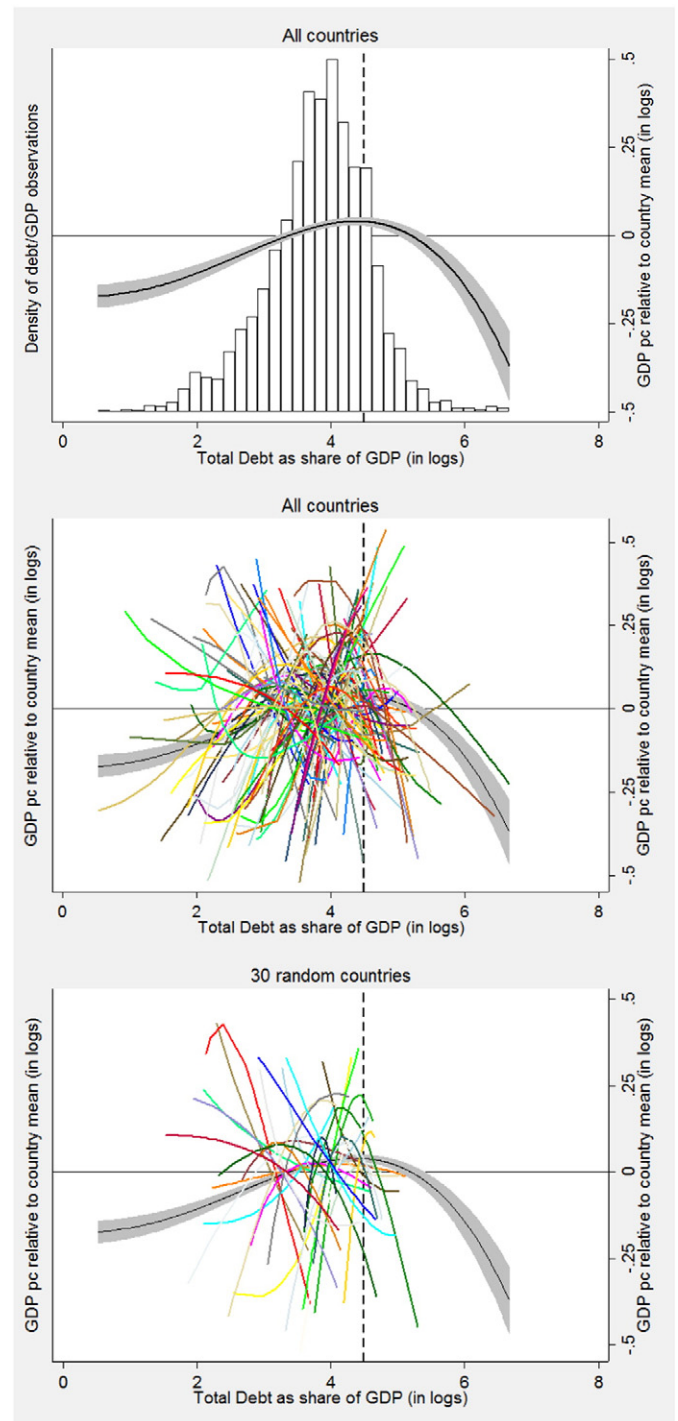 All countries
Density of debt/GDP observations
GDP pc relative to country mean (in logs)
.5
.25
0
-.25
-.5
0 2 4 6 8
Total Debt as share of GDP (in logs)
All countries
GDP pc relative to country mean (in logs)
GDP pc relative to country mean (in logs)
.5
.25
0
-.25
-.5
0 2 4 6 8
Total Debt as share of GDP (in logs)
30 random countries
GDP pc relative to country mean (in logs)
GDP pc relative to country mean (in logs)
.5
.25
0
-.25
-.5
0 2 4 6 8
Total Debt as share of GDP (in logs)